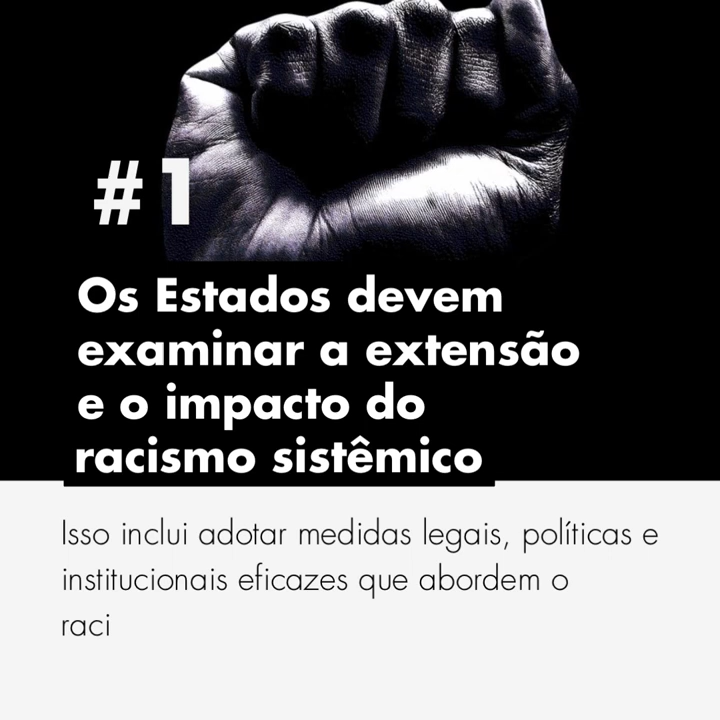 #1
Os Estados devem
examinar a extensão
e o impacto do
racismo sistêmico
Isso inclui adotar medidas legais, políticas e
institucionais eficazes que abordem o
raci